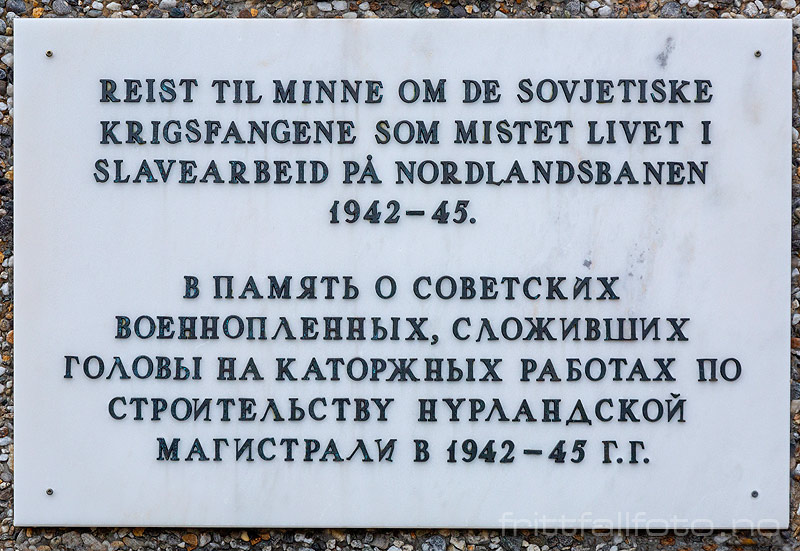 REIST TIL MINNE OM DE SOVJETISKE
KRIGSFANGENE SOM MISTET LIVET I
SLAVEARBEID PÅ NORDLANDSBANEN
1942-45.
В ПАМЯТЬ О СОВЕТСКИХ
ВОЕННОПЛЕННЫХ, СЛОЖИВШИХ
ГОЛОВЫ НА КАТОРЖНЫХ РАБОТАХ ПО
СТРОИТЕЛЬСТВУ НУРЛАНДСКОЙ
МАГИСТРАЛИ В 1942-45 Г.Г.
frittfallfoto.no